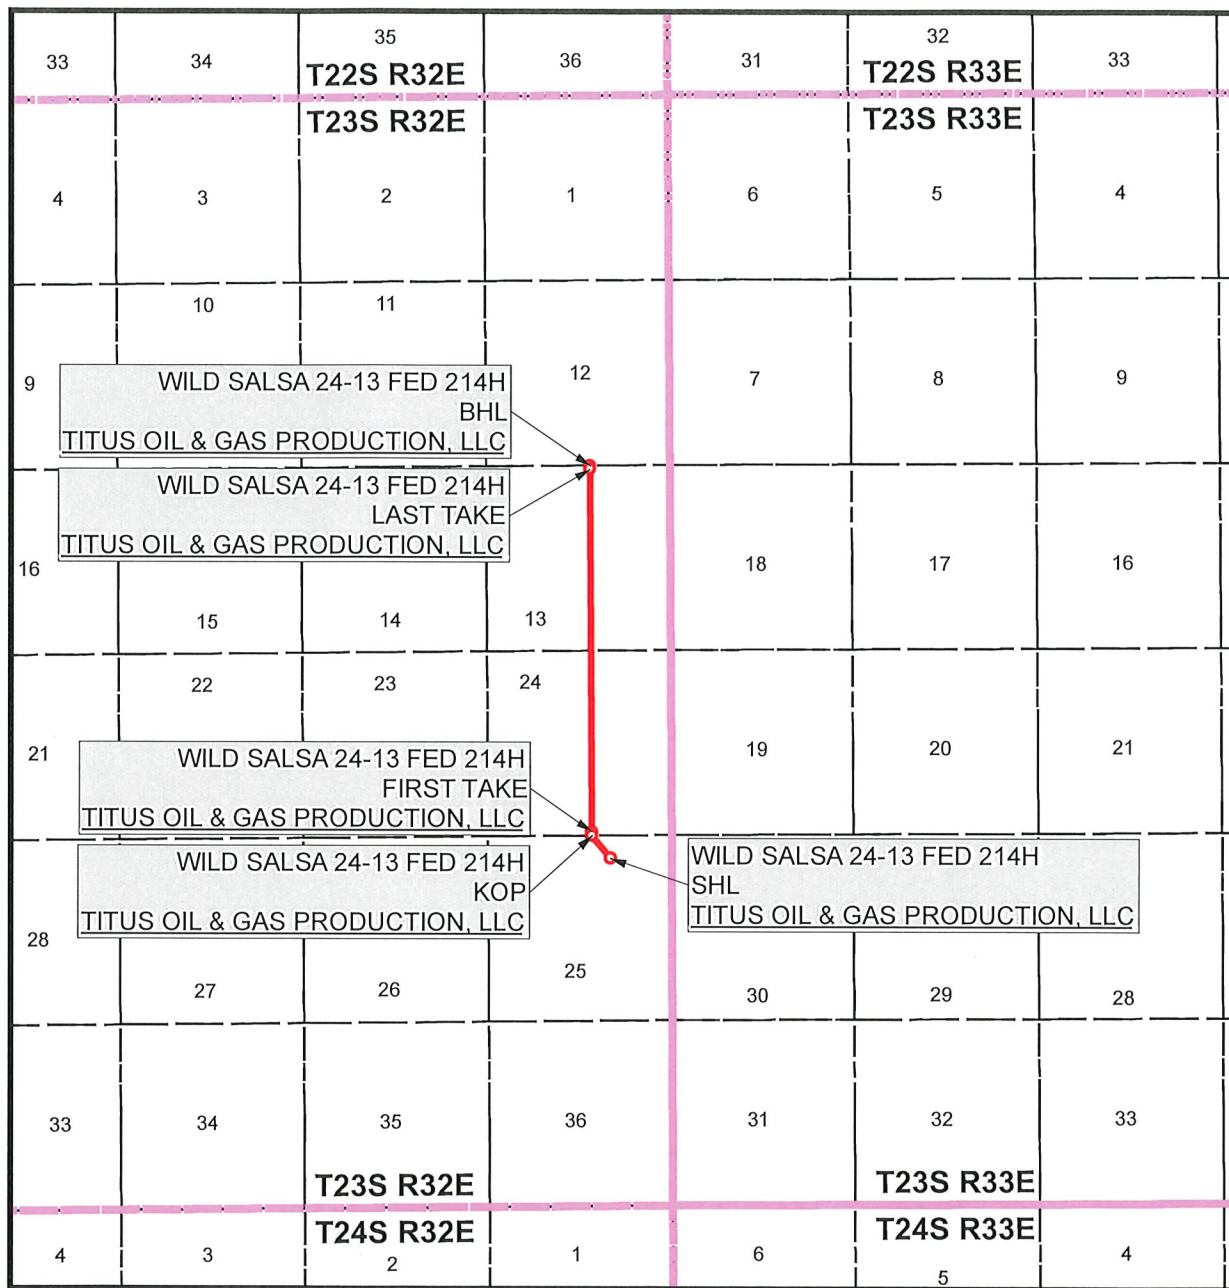 33 34 35 36 31 32 33
T22S R32E T22S R33E
T23S R32E T23S R33E
4 3 2 1 6 5 4
10 11
9 12 7 8 9
WILD SALSA 24-13 FED 214H
BHL
TITUS OIL & GAS PRODUCTION, LLC
WILD SALSA 24-13 FED 214H
LAST TAKE
TITUS OIL & GAS PRODUCTION, LLC
16 18 17 16
15 14 13
22 23 24
21 19 20 21
WILD SALSA 24-13 FED 214H
FIRST TAKE
TITUS OIL & GAS PRODUCTION, LLC
WILD SALSA 24-13 FED 214H
KOP
TITUS OIL & GAS PRODUCTION, LLC
WILD SALSA 24-13 FED 214H
SHL
TITUS OIL & GAS PRODUCTION, LLC
28 25
27 26 30 29 28
33 34 35 36 31 32 33
T23S R32E T23S R33E
T24S R32E T24S R33E
4 3 2 1 6 5 4